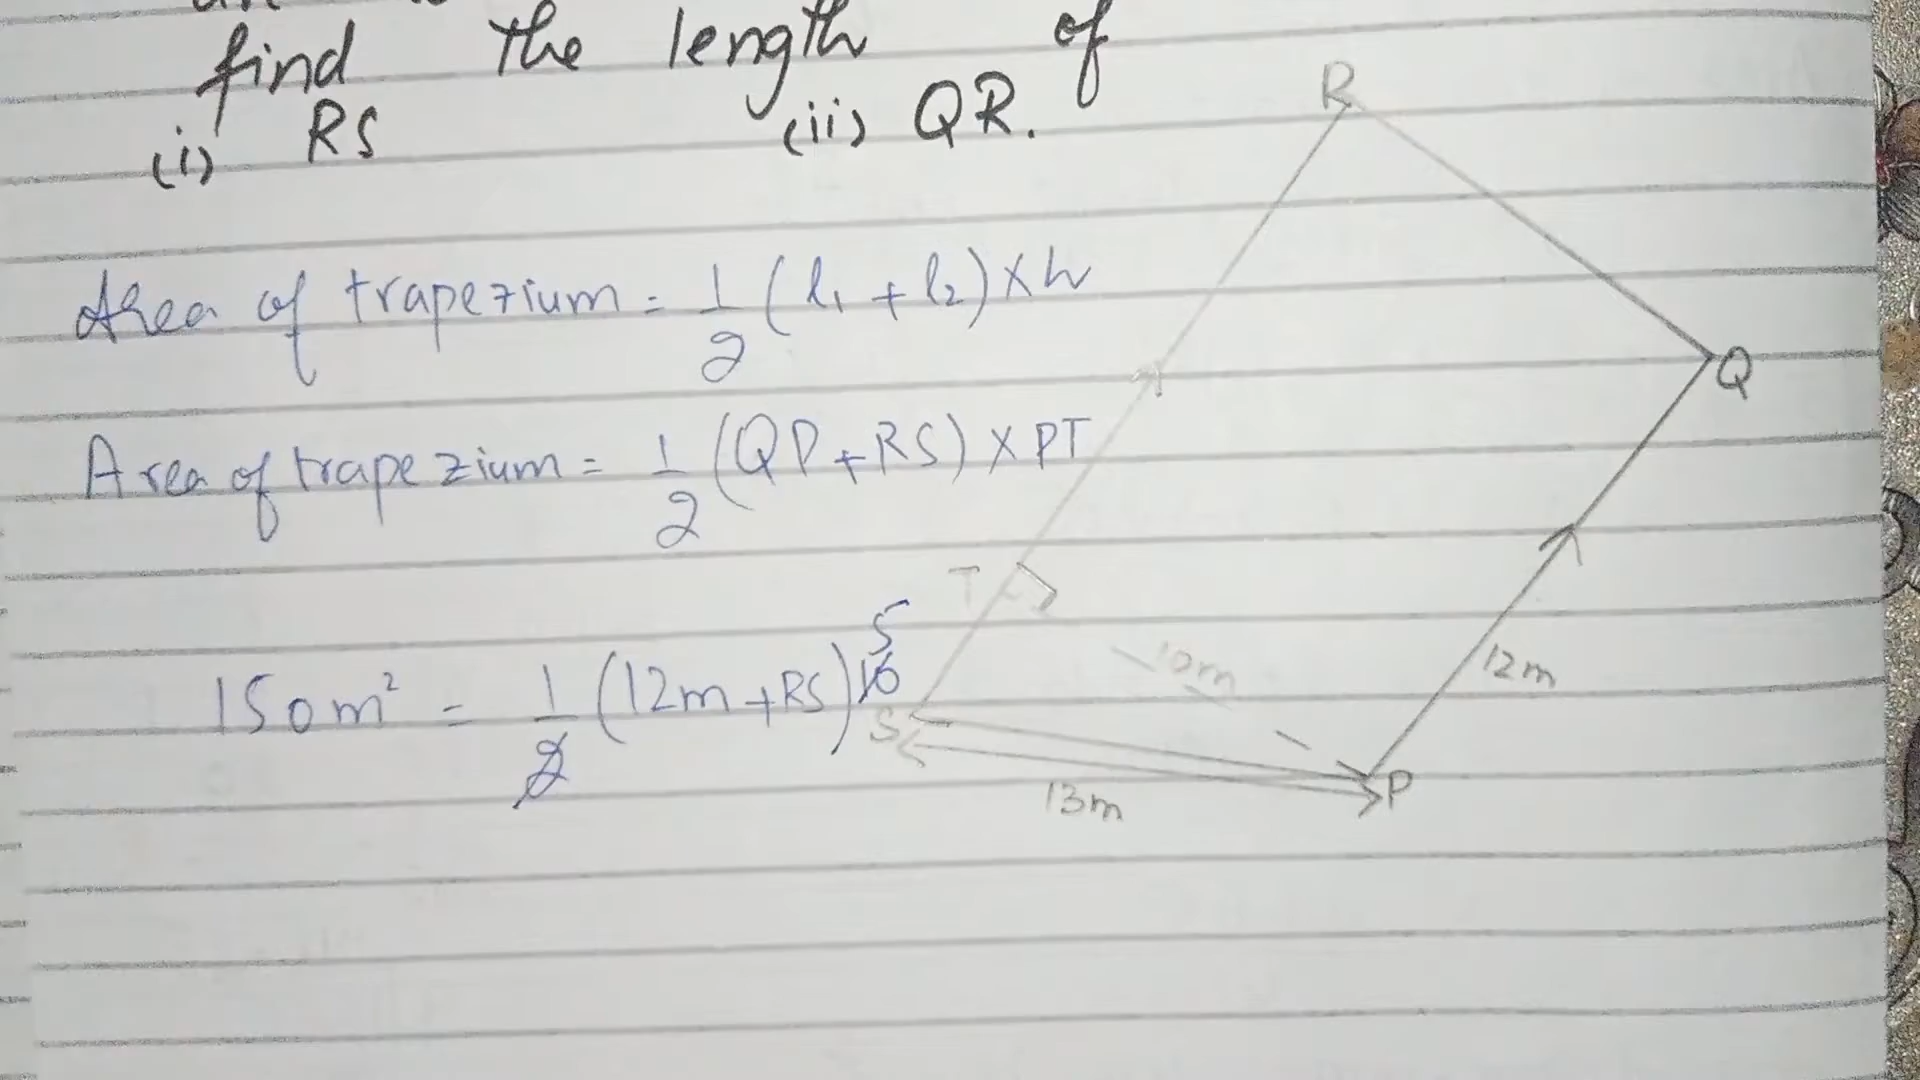 find the length of
(i) RS (ii) QR.
Area of trapezium = 1/2 (l1 + l2) × h
Area of trapezium = 1/2 (QP + RS) × PT
150m² = 1/2 (12m + RS) 10 5
R
Q
T
10m
12m
S
13m
P